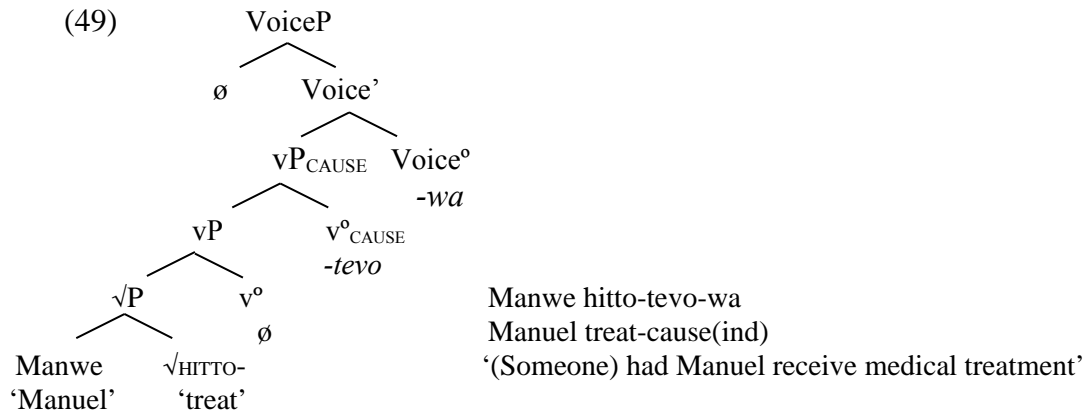 (49) VoiceP
ø Voice’
vPCAUSE Voiceº
-wa
vP vºCAUSE
-tevo
√P vº Manwe hitto-tevo-wa
ø Manuel treat-cause(ind)
Manwe √HITTO- ‘(Someone) had Manuel receive medical treatment’
‘Manuel’ ‘treat’